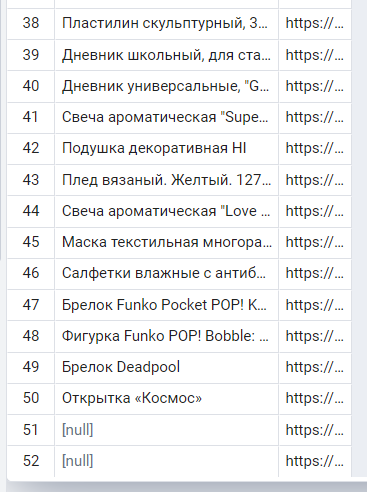 38 Пластилин скульптурный, 3... https://...
39 Дневник школьный, для ста... https://...
40 Дневник универсальные, "G... https://...
41 Свеча ароматическая "Supe... https://...
42 Подушка декоративная HI https://...
43 Плед вязаный. Желтый. 127... https://...
44 Свеча ароматическая "Love ... https://...
45 Маска текстильная многора... https://...
46 Салфетки влажные с антиб... https://...
47 Брелок Funko Pocket POP! K... https://...
48 Фигурка Funko POP! Bobble: ... https://...
49 Брелок Deadpool https://...
50 Открытка «Космос» https://...
51 [null] https://...
52 [null] https://...